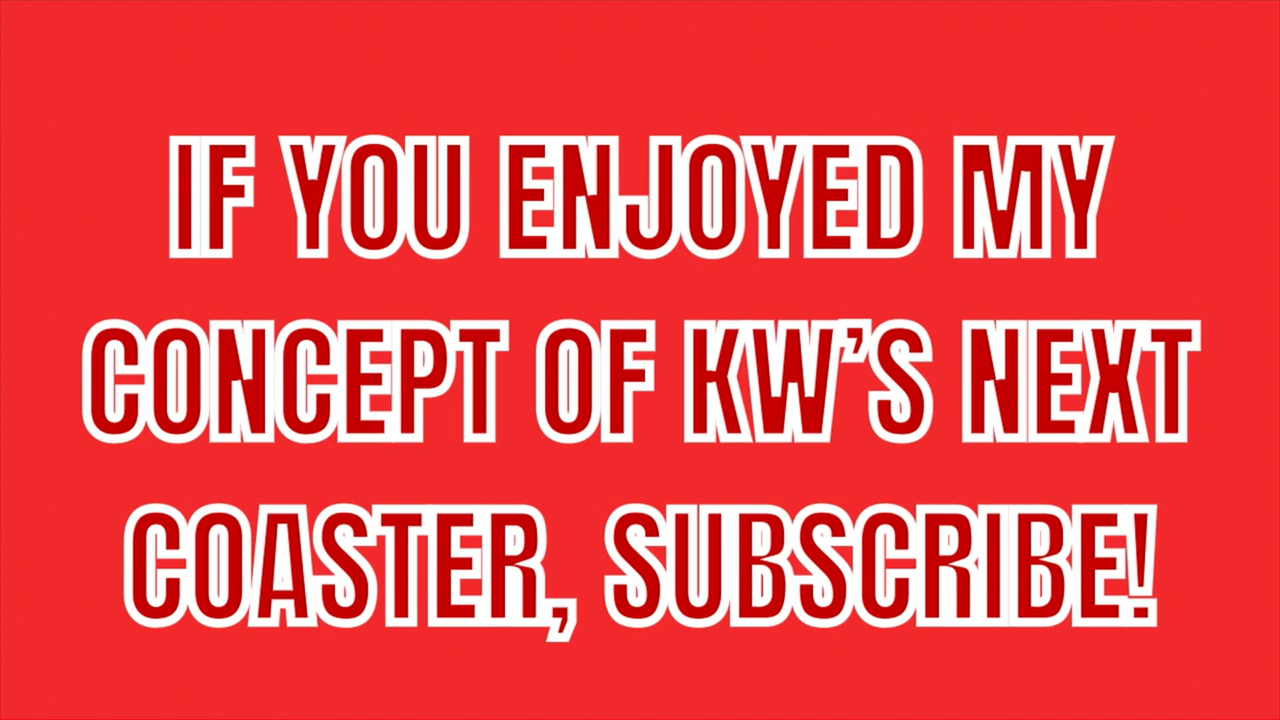 IF YOU ENJOYED MY
CONCEPT OF KW’S NEXT
COASTER, SUBSCRIBE!